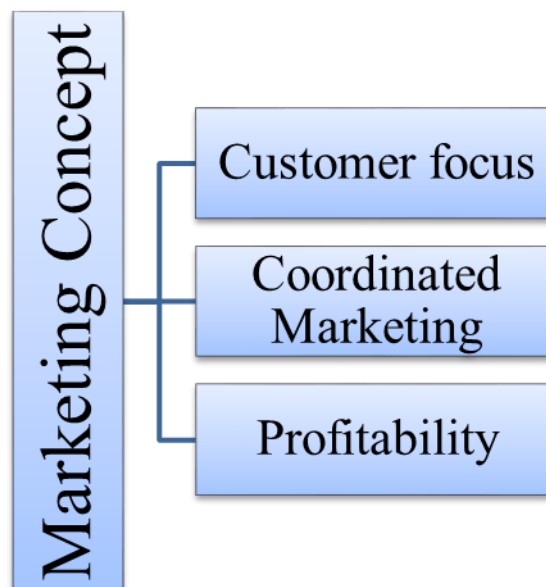 Marketing Concept
Customer focus
Coordinated
Marketing
Profitability